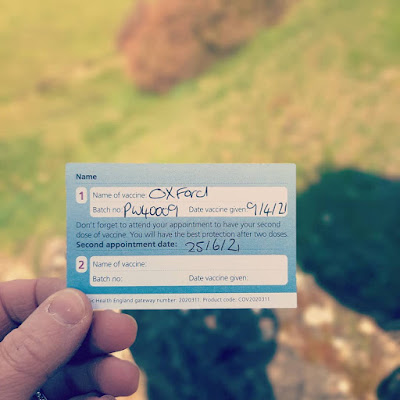 Name
1 Name of vaccine: OXFord
Batch no: PW40009 Date vaccine given: 9/4/21
Don't forget to attend your appointment to have your second
dose of vaccine. You will have the best protection after two doses.
Second appointment date: 25/6/21
2 Name of vaccine:
Batch no: Date vaccine given:
Health England gateway number: 2020311. Product code: COV2020311